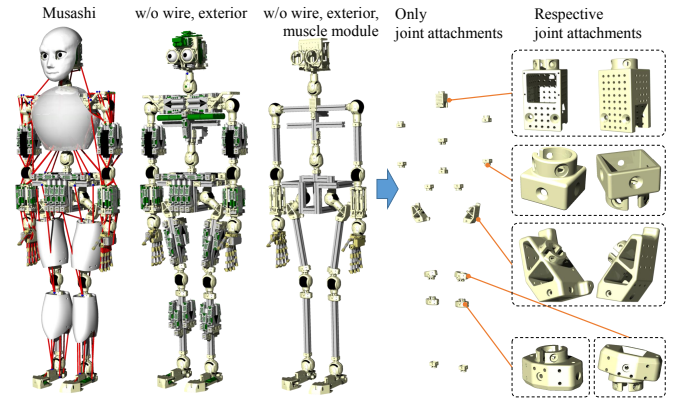 Musashi
w/o wire, exterior
w/o wire, exterior,
muscle module
Only
joint attachments
Respective
joint attachments